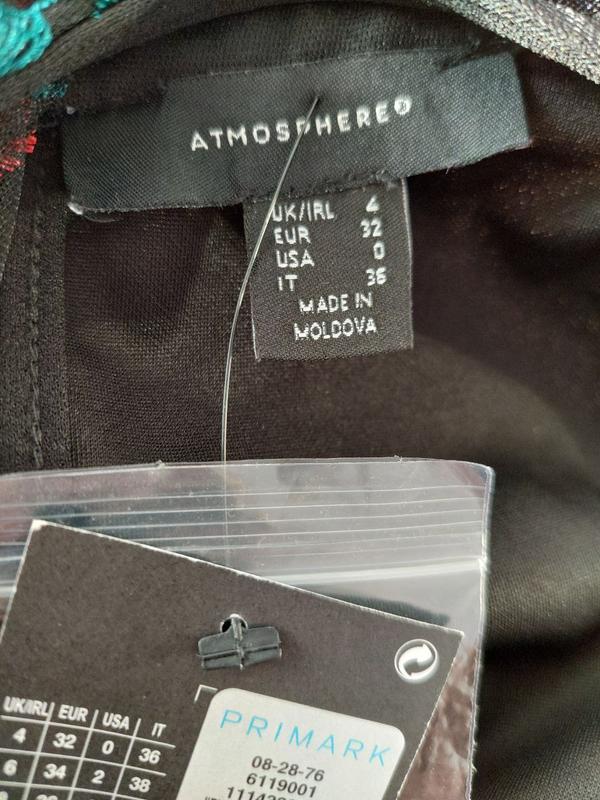 ATMOSPHERE®
UK/IRL 4
EUR 32
USA 0
IT 36
MADE IN
MOLDOVA
UK/IRL EUR USA IT
4 32 0 36
6 34 2 38
PRIMARK
08-28-76
6119001